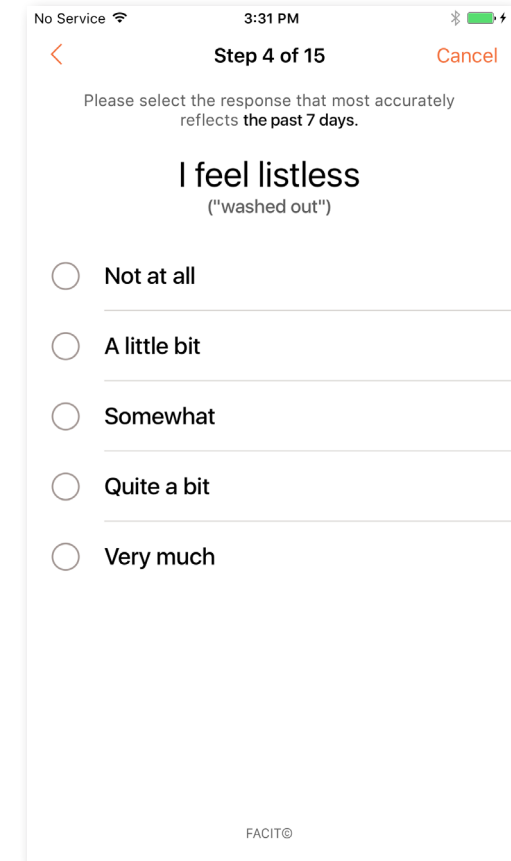 No Service 3:31 PM
Step 4 of 15 Cancel
Please select the response that most accurately
reflects the past 7 days.
I feel listless
("washed out")
Not at all
A little bit
Somewhat
Quite a bit
Very much
FACIT©